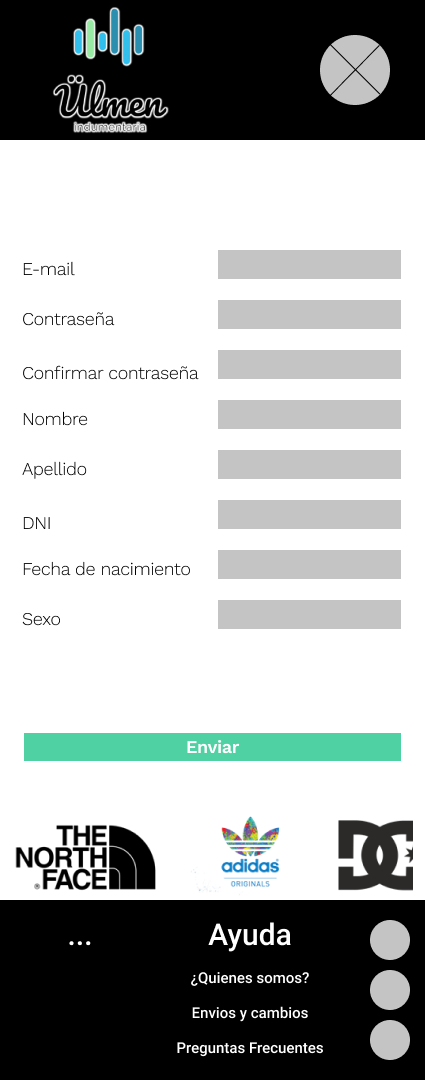 Ülmen
Indumentaria
E-mail
Contraseña
Confirmar contraseña
Nombre
Apellido
DNI
Fecha de nacimiento
Sexo
Enviar
THE
NORTH
FACE
®
adidas
ORIGINALS
DC
...
Ayuda
¿Quienes somos?
Envios y cambios
Preguntas Frecuentes